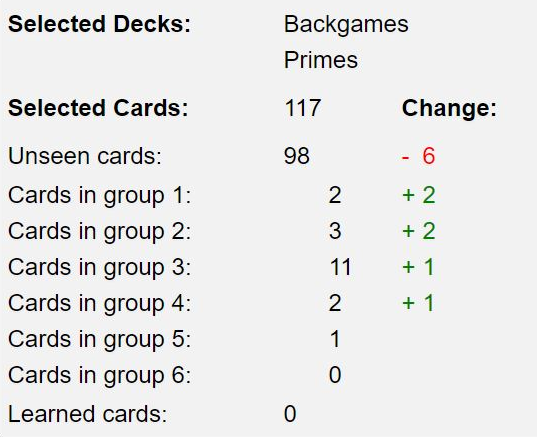 Selected Decks: Backgames
Primes
Selected Cards: 117 Change:
Unseen cards: 98 - 6
Cards in group 1: 2 + 2
Cards in group 2: 3 + 2
Cards in group 3: 11 + 1
Cards in group 4: 2 + 1
Cards in group 5: 1
Cards in group 6: 0
Learned cards: 0